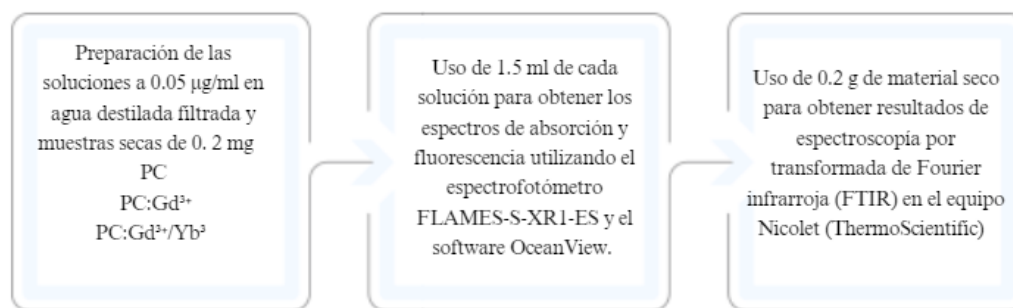 Preparación de las
soluciones a 0.05 μg/ml en
agua destilada filtrada y
muestras secas de 0. 2 mg
PC
PC:Gd³⁺
PC:Gd³⁺/Yb³
Uso de 1.5 ml de cada
solución para obtener los
espectros de absorción y
fluorescencia utilizando el
espectrofotómetro
FLAMES-S-XR1-ES y el
software OceanView.
Uso de 0.2 g de material seco
para obtener resultados de
espectroscopía por
transformada de Fourier
infrarroja (FTIR) en el equipo
Nicolet (ThermoScientific)